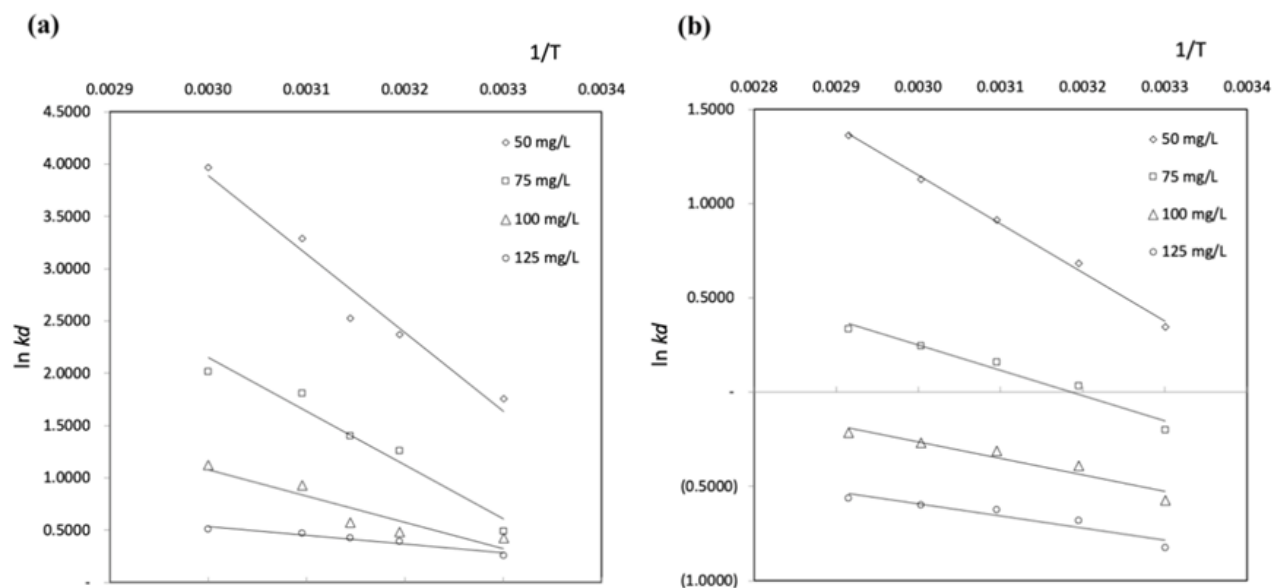 (a)
1/T
0.0029 0.0030 0.0031 0.0032 0.0033 0.0034
4.5000
4.0000
3.5000
3.0000
2.5000
2.0000
1.5000
1.0000
0.5000
-
ln kd
50 mg/L
75 mg/L
100 mg/L
125 mg/L
(b)
1/T
0.0028 0.0029 0.0030 0.0031 0.0032 0.0033 0.0034
1.5000
1.0000
0.5000
-
(0.5000)
(1.0000)
ln kd
50 mg/L
75 mg/L
100 mg/L
125 mg/L